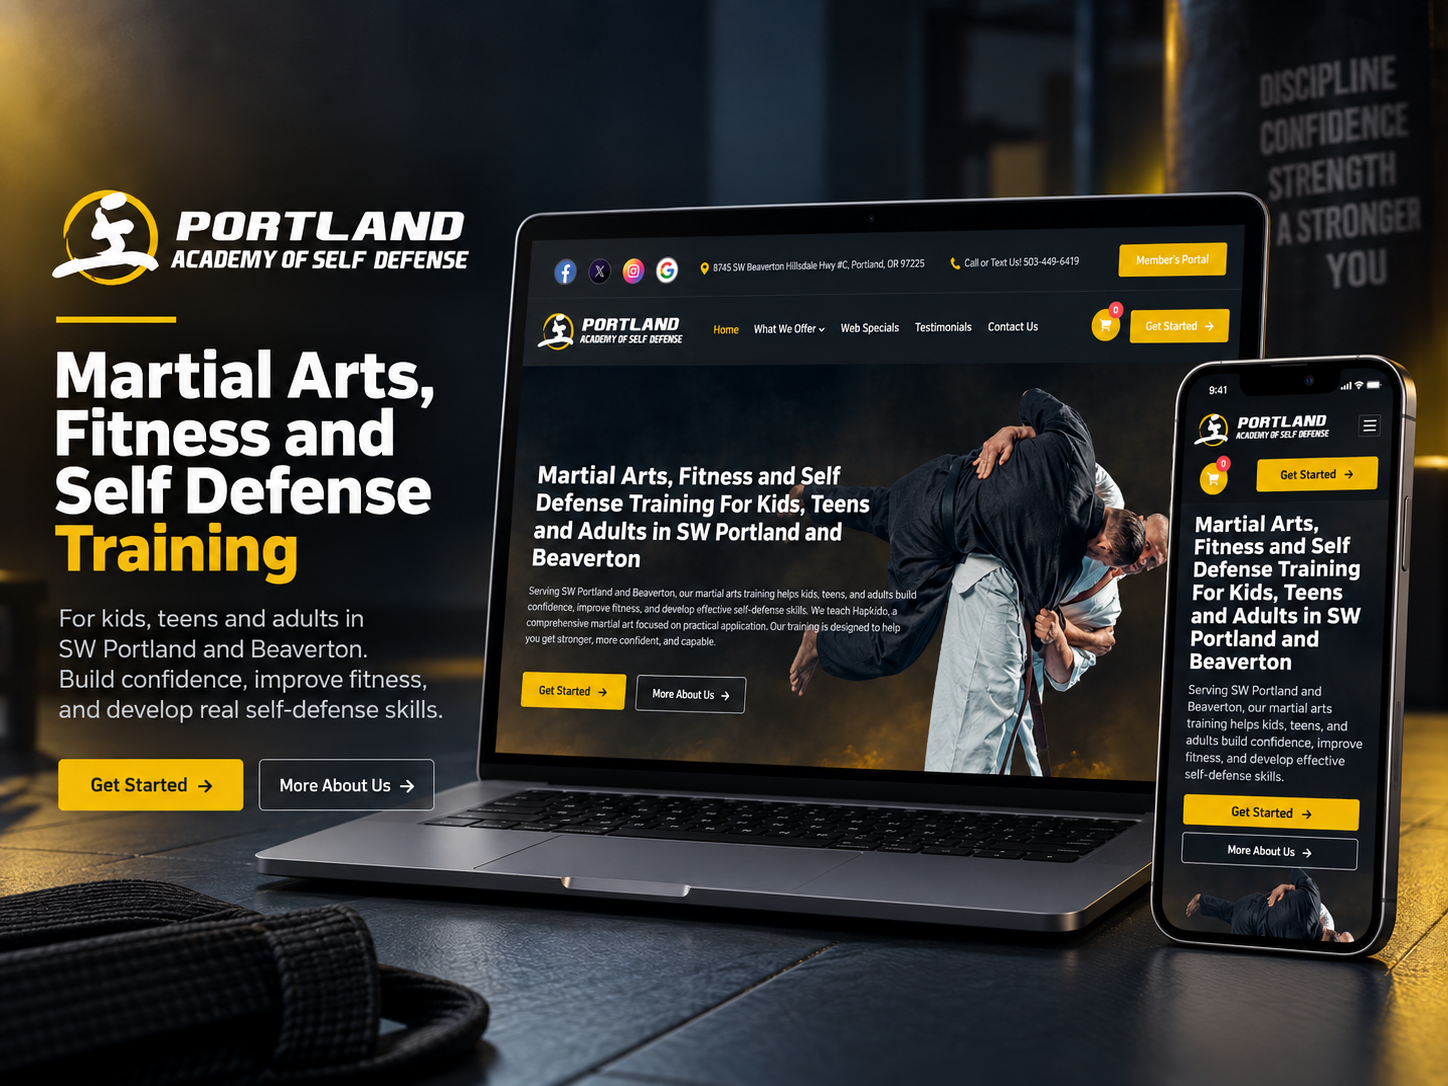 PORTLAND
ACADEMY OF SELF DEFENSE
Martial Arts,
Fitness and
Self Defense
Training
For kids, teens and adults in
SW Portland and Beaverton.
Build confidence, improve fitness,
and develop real self-defense skills.
Get Started →
More About Us →
DISCIPLINE
CONFIDENCE
STRENGTH
A STRONGER
YOU
8745 SW Beaverton Hillsdale Hwy #C, Portland, OR 97225
Call or Text Us! 503-449-6419
Member's Portal
PORTLAND
ACADEMY OF SELF DEFENSE
Home
What We Offer
Web Specials
Testimonials
Contact Us
0
Get Started →
Martial Arts, Fitness and Self
Defense Training For Kids, Teens
and Adults in SW Portland and
Beaverton
Serving SW Portland and Beaverton, our martial arts training helps kids, teens, and adults build
confidence, improve fitness, and develop effective self-defense skills. We teach Hapkido, a
comprehensive martial art focused on practical application. Our training is designed to help
you get stronger, more confident, and capable.
Get Started →
More About Us →
9:41
PORTLAND
ACADEMY OF SELF DEFENSE
0
Get Started →
Martial Arts,
Fitness and Self
Defense Training
For Kids, Teens
and Adults in SW
Portland and
Beaverton
Serving SW Portland and
Beaverton, our martial arts
training helps kids, teens, and
adults build confidence, improve
fitness, and develop effective
self-defense skills.
Get Started →
More About Us →